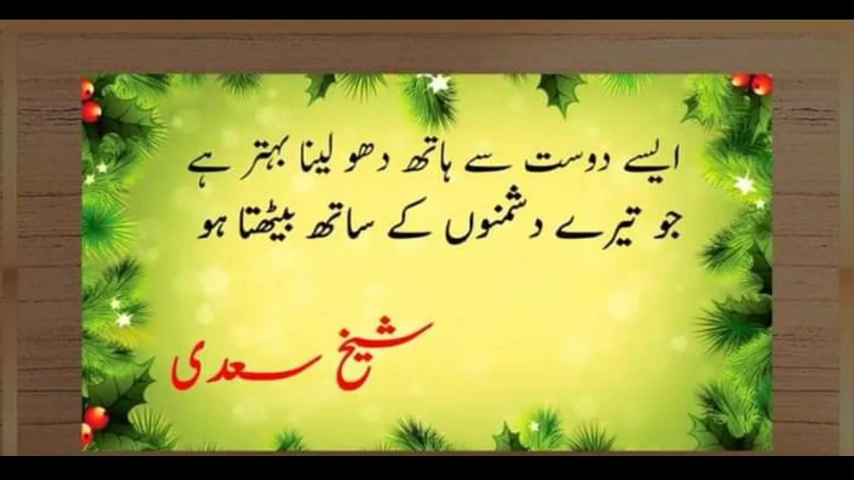 ایسے دوست سے ہاتھ دھو لینا بہتر ہے
جو تیرے دشمنوں کے ساتھ بیٹھتا ہو
شیخ سعدی